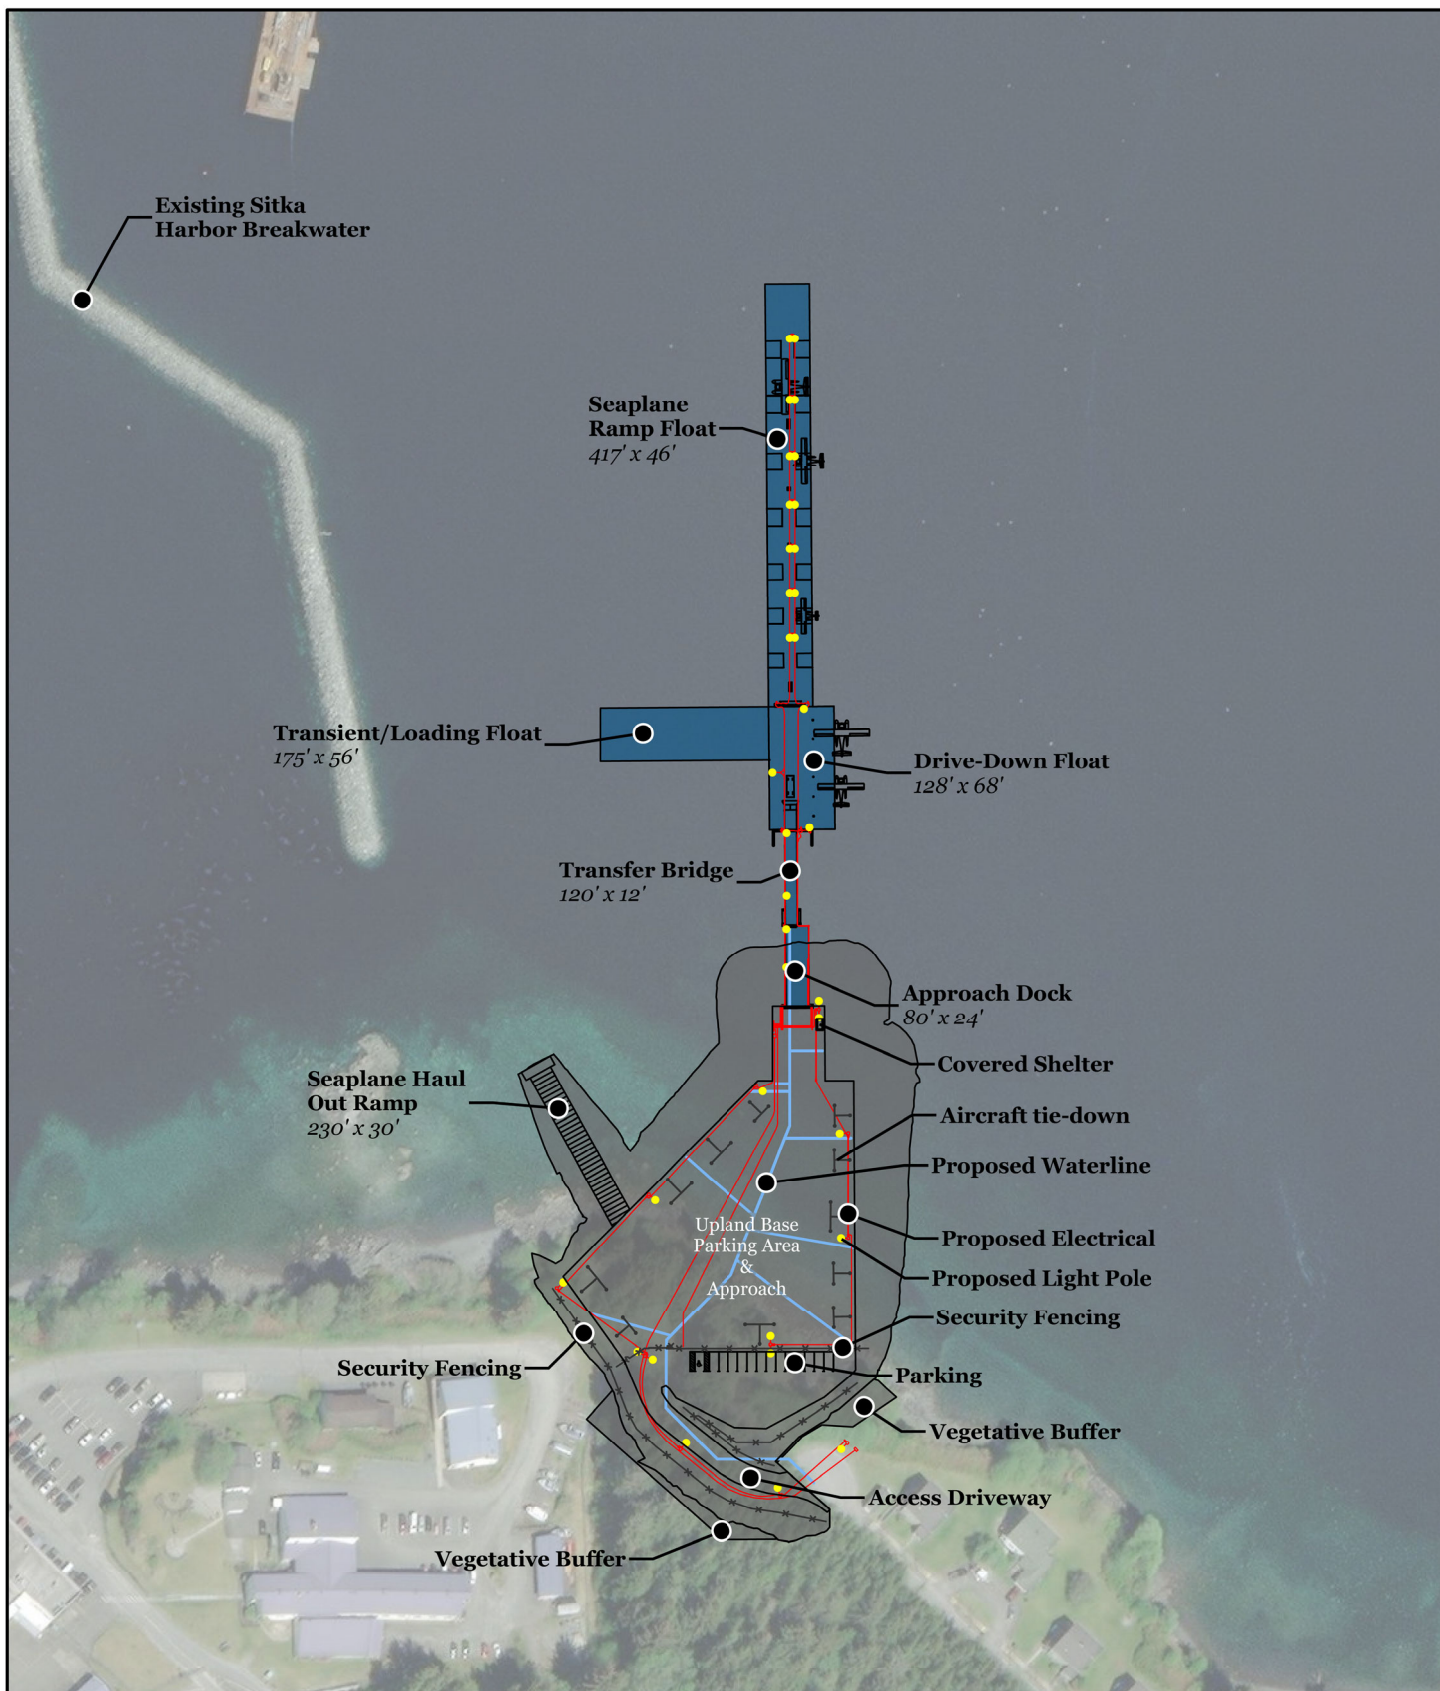 Existing Sitka
Harbor Breakwater
Seaplane
Ramp Float
417' x 46'
Transient/Loading Float
175' x 56'
Drive-Down Float
128' x 68'
Transfer Bridge
120' x 12'
Approach Dock
80' x 24'
Covered Shelter
Seaplane Haul
Out Ramp
230' x 30'
Aircraft tie-down
Proposed Waterline
Upland Base
Parking Area
&
Approach
Proposed Electrical
Proposed Light Pole
Security Fencing
Security Fencing
Parking
Vegetative Buffer
Access Driveway
Vegetative Buffer